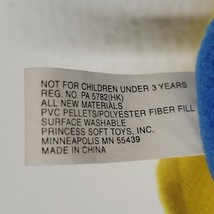 NOT FOR CHILDREN UNDER 3 YEARS
REG. NO. PA 5782(HK)
ALL NEW MATERIALS
PVC PELLETS/POLYESTER FIBER FILL
SURFACE WASHABLE
PRINCESS SOFT TOYS, INC.
MINNEAPOLIS MN 55439
MADE IN CHINA